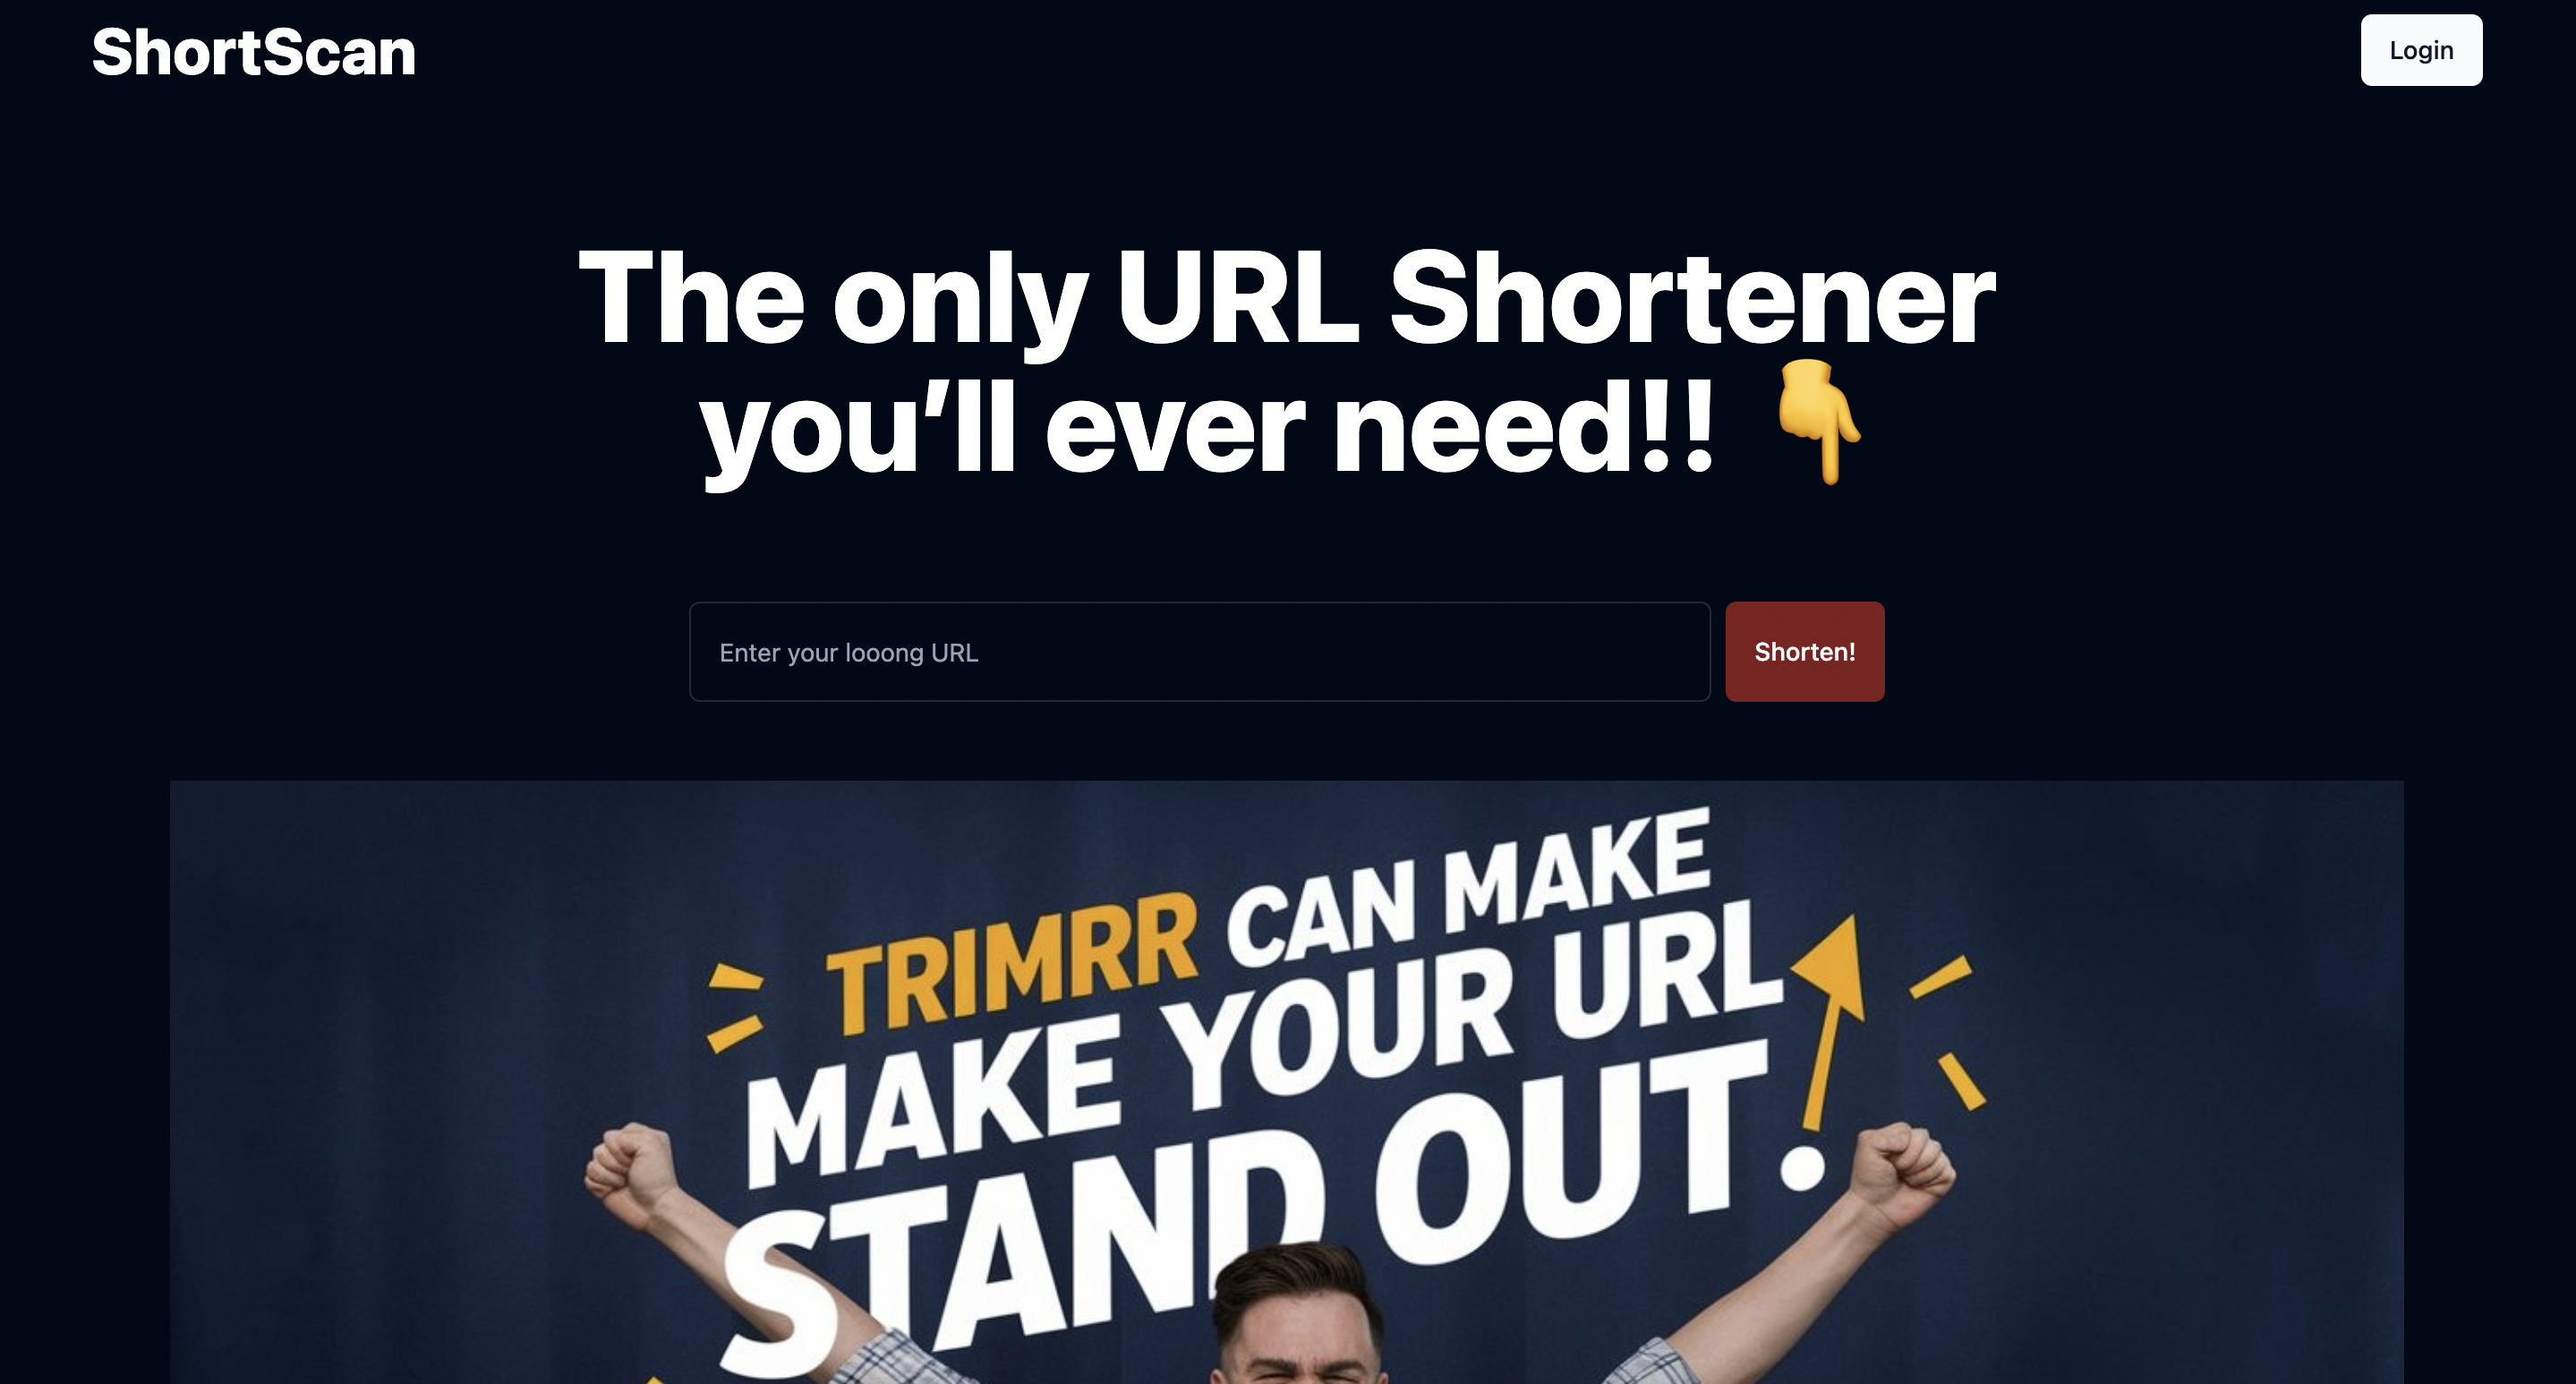 ShortScan
Login
The only URL Shortener
you’ll ever need!! 👇
Enter your looong URL
Shorten!
TRIMRR CAN MAKE
MAKE YOUR URL
STAND OUT.